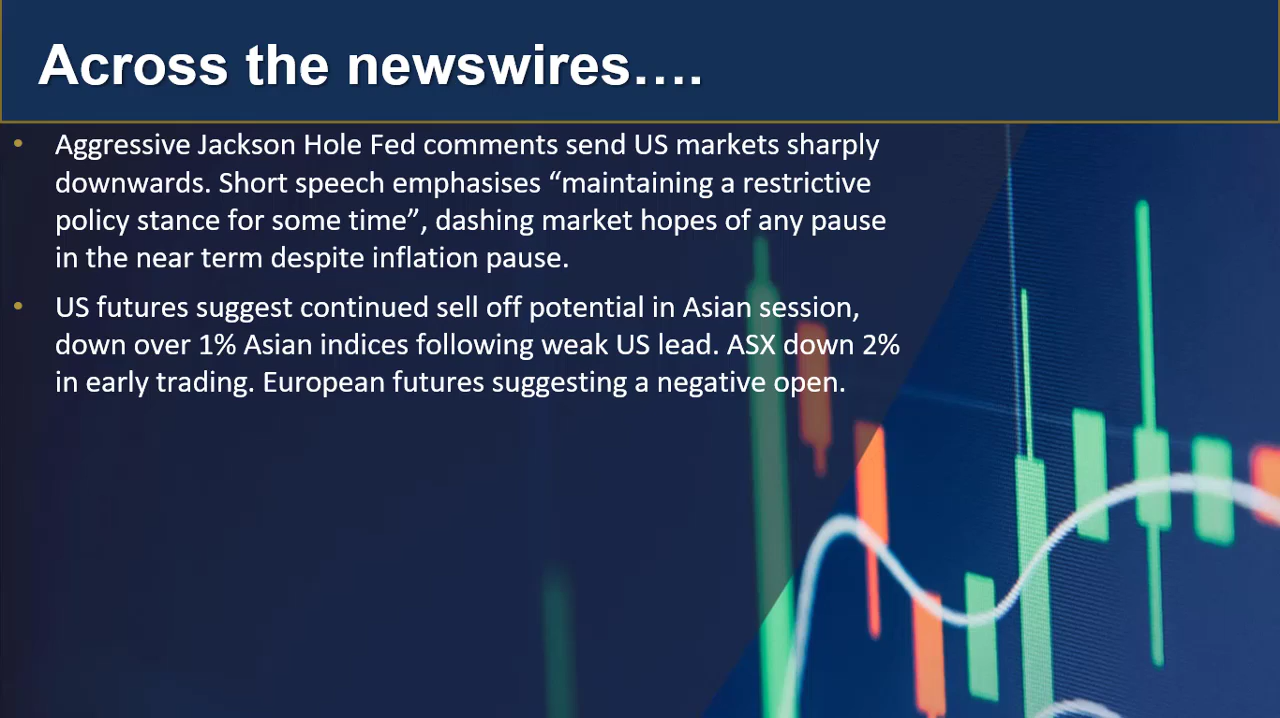 Across the newswires….
• Aggressive Jackson Hole Fed comments send US markets sharply
downwards. Short speech emphasises “maintaining a restrictive
policy stance for some time”, dashing market hopes of any pause
in the near term despite inflation pause.
• US futures suggest continued sell off potential in Asian session,
down over 1% Asian indices following weak US lead. ASX down 2%
in early trading. European futures suggesting a negative open.